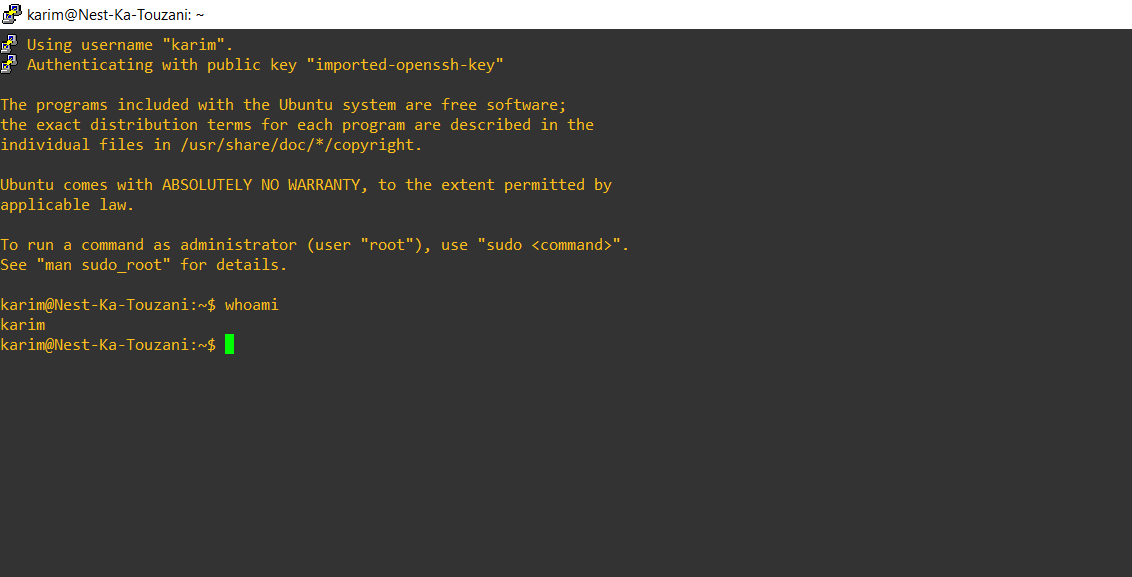 karim@Nest-Ka-Touzani: ~
Using username "karim".
Authenticating with public key "imported-openssh-key"
The programs included with the Ubuntu system are free software;
the exact distribution terms for each program are described in the
individual files in /usr/share/doc/*/copyright.
Ubuntu comes with ABSOLUTELY NO WARRANTY, to the extent permitted by
applicable law.
To run a command as administrator (user "root"), use "sudo <command>".
See "man sudo_root" for details.
karim@Nest-Ka-Touzani:~$ whoami
karim
karim@Nest-Ka-Touzani:~$